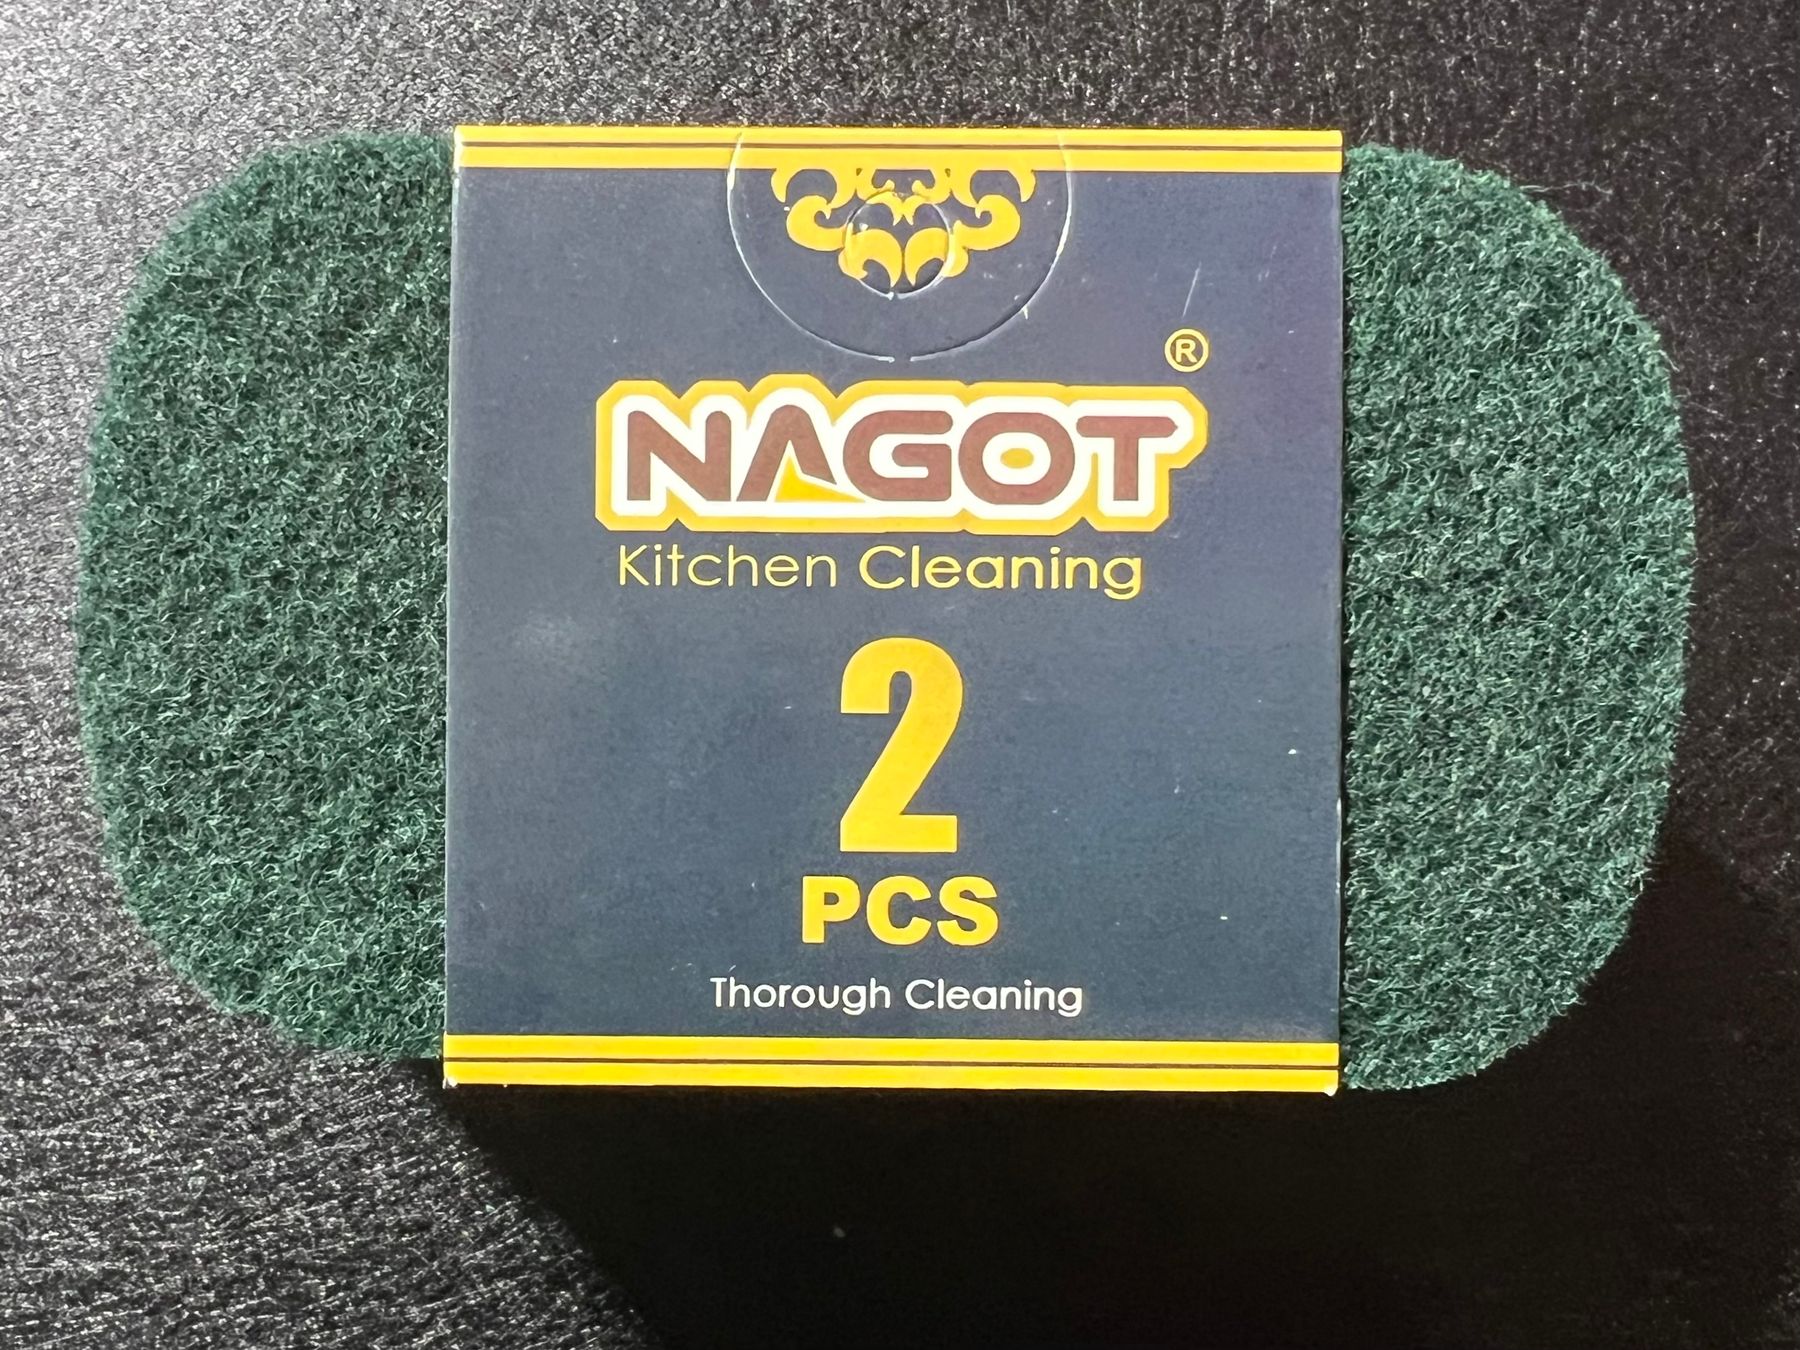 ®
NAGOT
Kitchen Cleaning
2
PCS
Thorough Cleaning